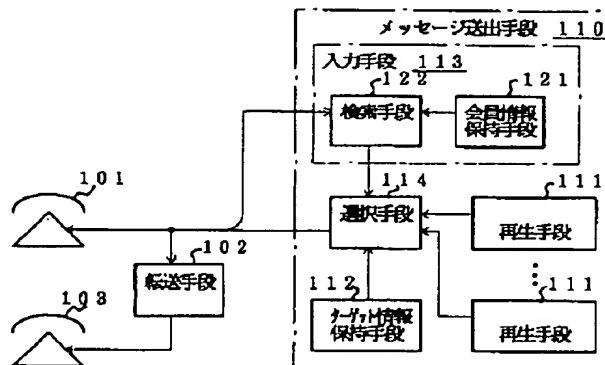 メッセージ送出手段 110
入力手段 113
122
検索手段
121
会員情報
保持手段
101
114
選択手段
111
再生手段
102
転送手段
112
ターゲット情報
保持手段
111
再生手段
103